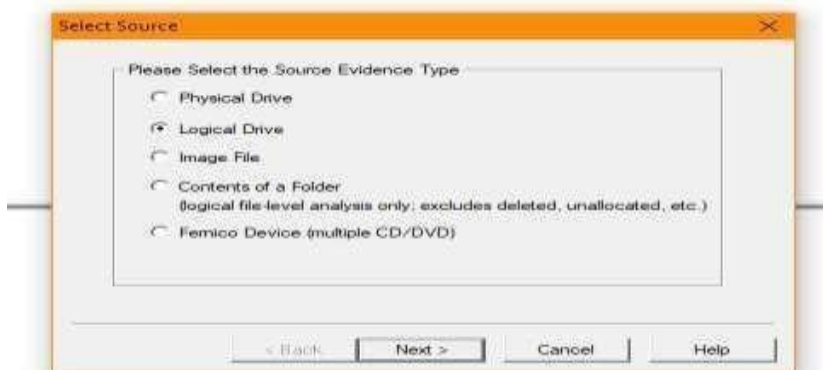 Select Source
Please Select the Source Evidence Type
Physical Drive
Logical Drive
Image File
Contents of a Folder
(logical file-level analysis only; excludes deleted, unallocated, etc.)
Fernico Device (multiple CD/DVD)
< Back Next > Cancel Help